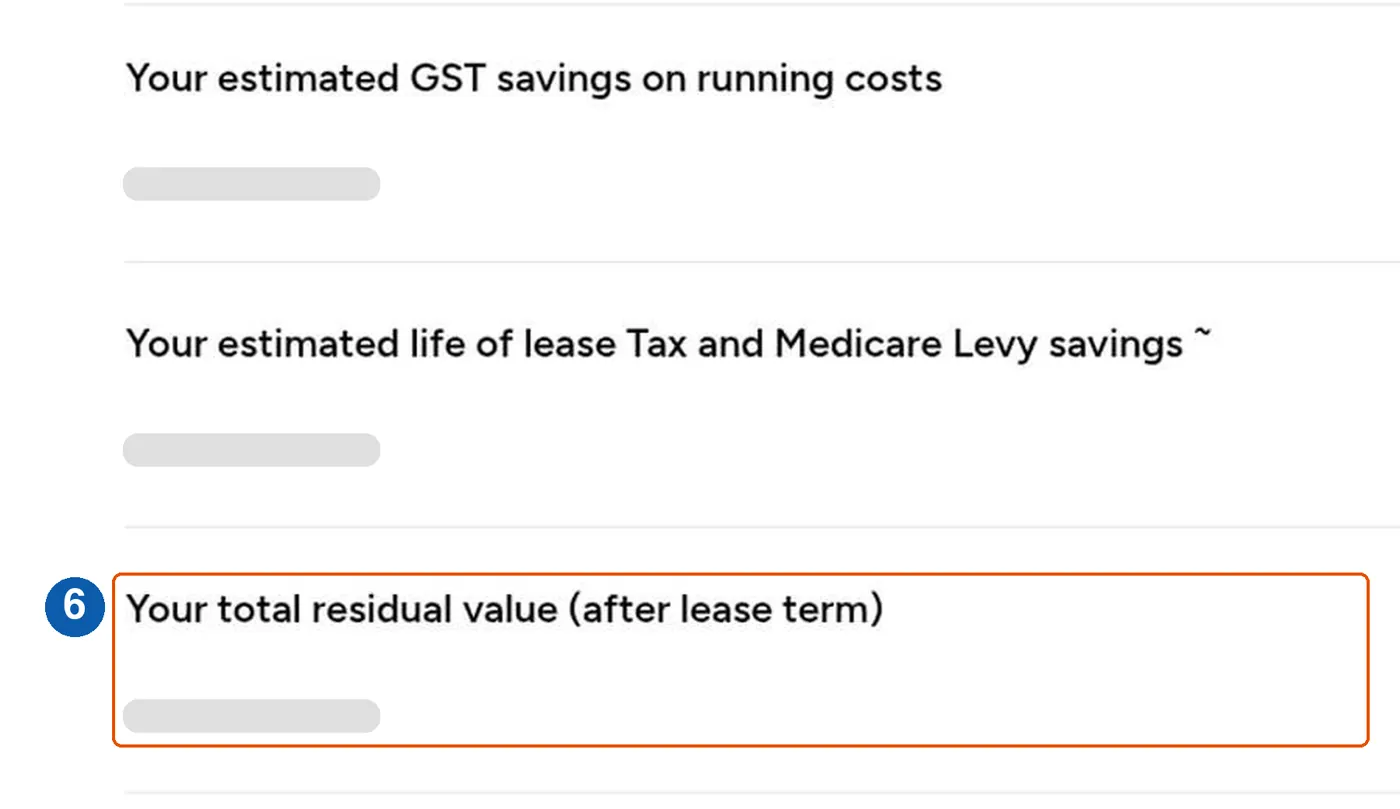 Your estimated GST savings on running costs
Your estimated life of lease Tax and Medicare Levy savings ~
6
Your total residual value (after lease term)